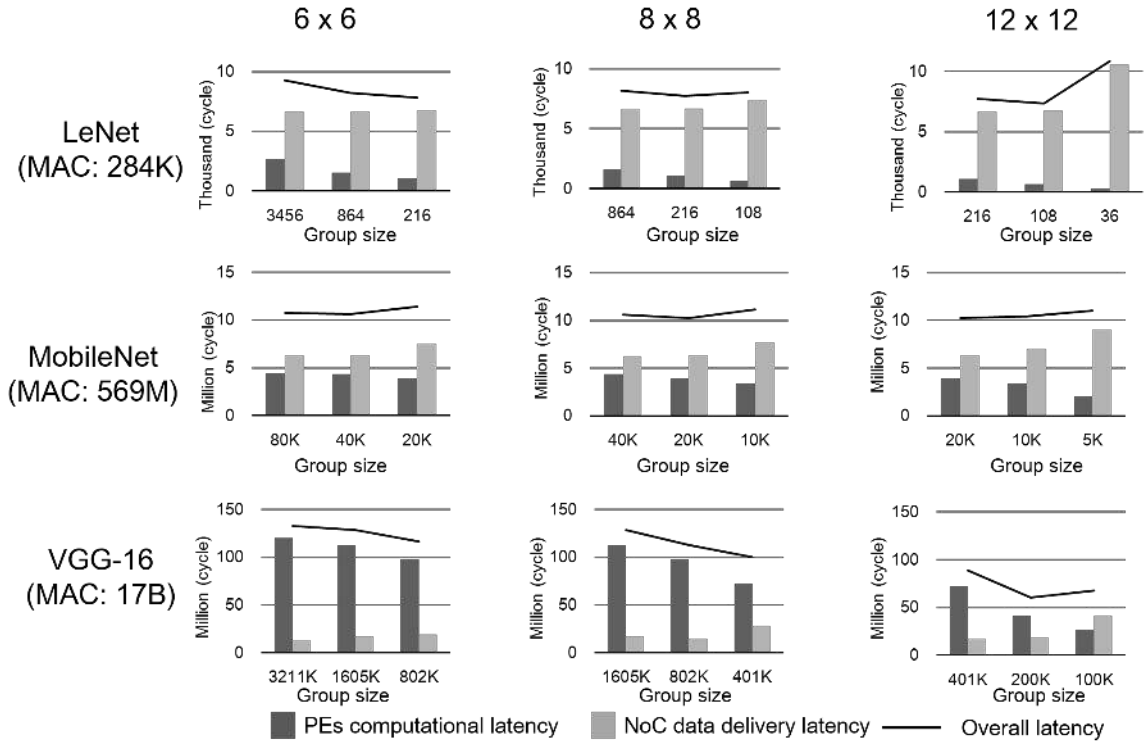 6 x 6
8 x 8
12 x 12
LeNet
(MAC: 284K)
Thousand (cycle)
10
5
0
3456 864 216
Group size
Thousand (cycle)
10
5
0
864 216 108
Group size
Thousand (cycle)
10
5
0
216 108 36
Group size
MobileNet
(MAC: 569M)
Million (cycle)
15
10
5
0
80K 40K 20K
Group size
Million (cycle)
15
10
5
0
40K 20K 10K
Group size
Million (cycle)
15
10
5
0
20K 10K 5K
Group size
VGG-16
(MAC: 17B)
Million (cycle)
150
100
50
0
3211K 1605K 802K
Group size
Million (cycle)
150
100
50
0
1605K 802K 401K
Group size
Million (cycle)
150
100
50
0
401K 200K 100K
Group size
PEs computational latency
NoC data delivery latency
Overall latency